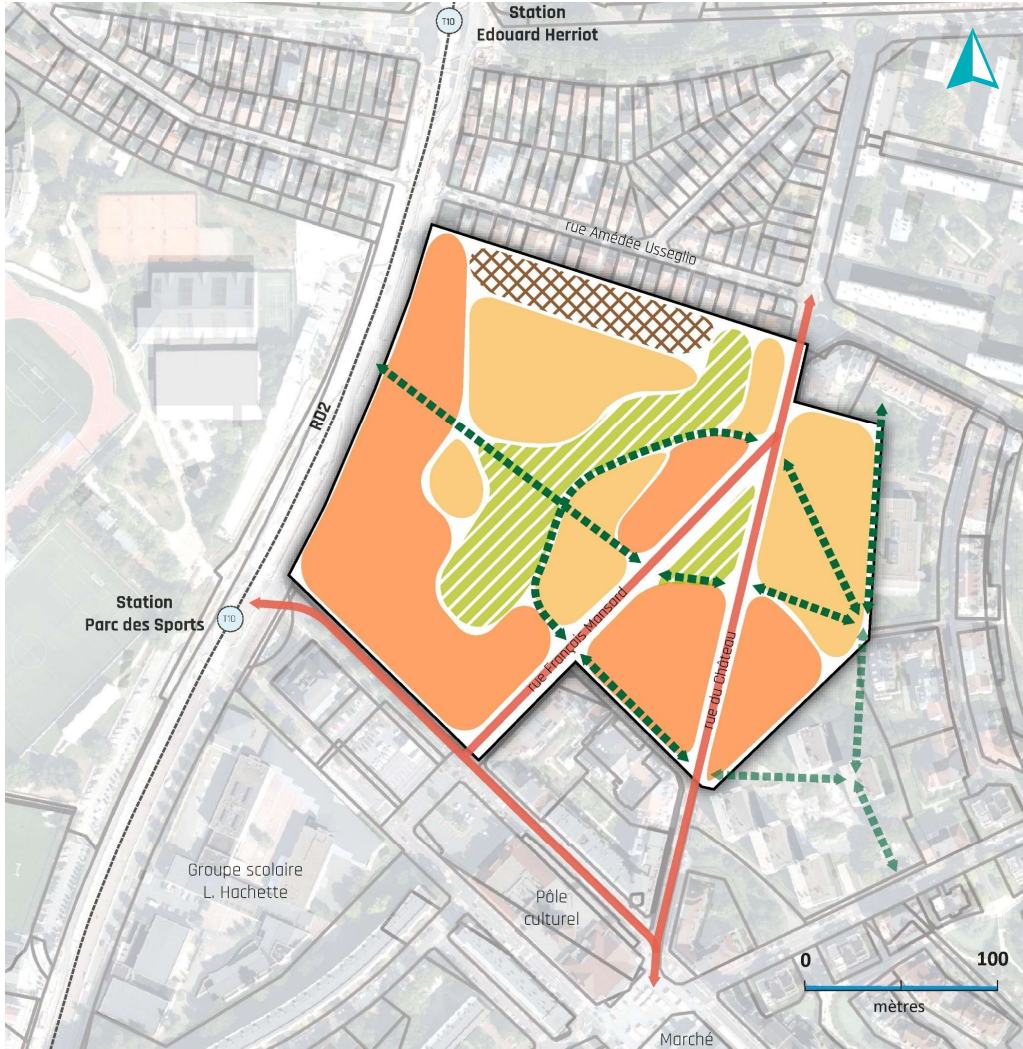 T10
Station
Edouard Herriot
rue Amédée Usseglio
RD2
Station
Parc des Sports
T10
rue François Mansard
rue du Château
Groupe scolaire
L. Hachette
Pôle
culturel
0
100
mètres
Marché